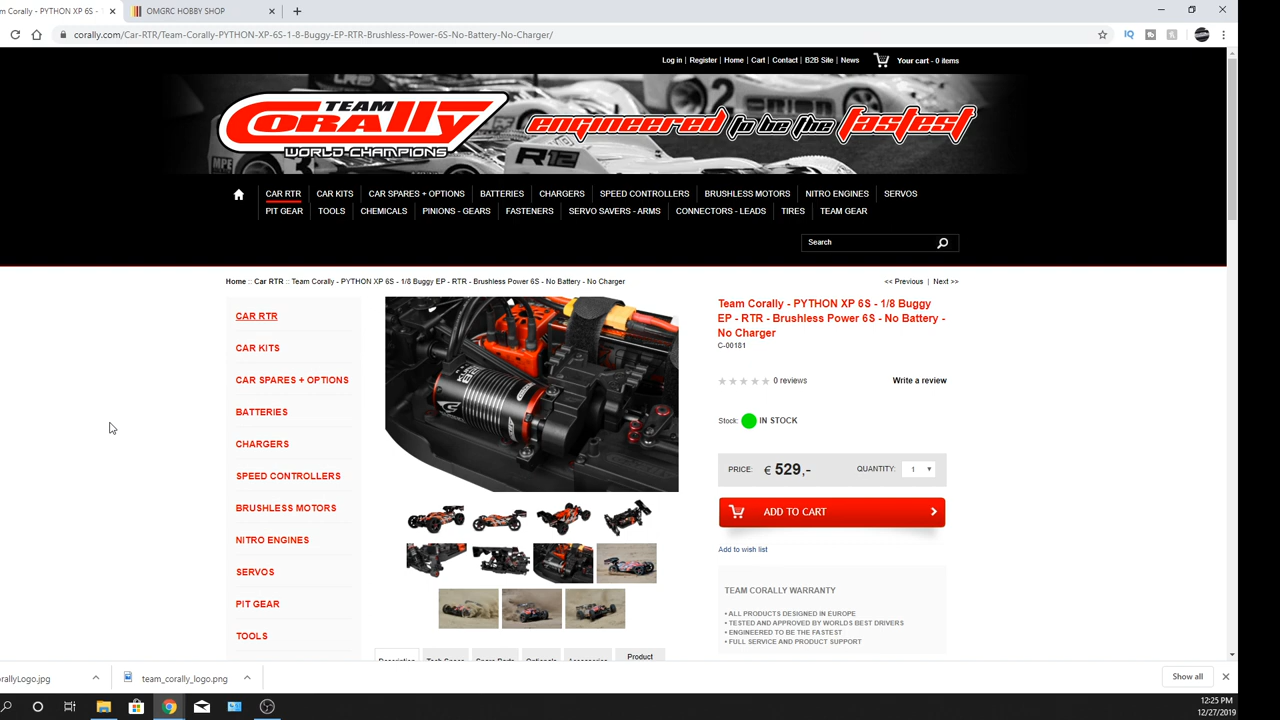 m Corally - PYTHON XP 6S - 1
OMGRC HOBBY SHOP
corally.com/Car-RTR/Team-Corally-PYTHON-XP-6S-1-8-Buggy-EP-RTR-Brushless-Power-6S-No-Battery-No-Charger/
Log in | Register | Home | Cart | Contact | B2B Site | News
Your cart - 0 items
TEAM
CORALLY
WORLD-CHAMPIONS
engineered to be the fastest
CAR RTR
CAR KITS
CAR SPARES + OPTIONS
BATTERIES
CHARGERS
SPEED CONTROLLERS
BRUSHLESS MOTORS
NITRO ENGINES
SERVOS
PIT GEAR
TOOLS
CHEMICALS
PINIONS - GEARS
FASTENERS
SERVO SAVERS - ARMS
CONNECTORS - LEADS
TIRES
TEAM GEAR
Search
Home :: Car RTR :: Team Corally - PYTHON XP 6S - 1/8 Buggy EP - RTR - Brushless Power 6S - No Battery - No Charger
<< Previous | Next >>
CAR RTR
CAR KITS
CAR SPARES + OPTIONS
BATTERIES
CHARGERS
SPEED CONTROLLERS
BRUSHLESS MOTORS
NITRO ENGINES
SERVOS
PIT GEAR
TOOLS
Team Corally - PYTHON XP 6S - 1/8 Buggy
EP - RTR - Brushless Power 6S - No Battery -
No Charger
C-00181
0 reviews
Write a review
Stock: IN STOCK
PRICE: € 529,-
QUANTITY: 1
ADD TO CART
Add to wish list
TEAM CORALLY WARRANTY
• ALL PRODUCTS DESIGNED IN EUROPE
• TESTED AND APPROVED BY WORLDS BEST DRIVERS
• ENGINEERED TO BE THE FASTEST
• FULL SERVICE AND PRODUCT SUPPORT
Description
Tech Specs
Spare Parts
Optionals
Accessories
Product
orallyLogo.jpg
team_corally_logo.png
Show all
12:25 PM
12/27/2019